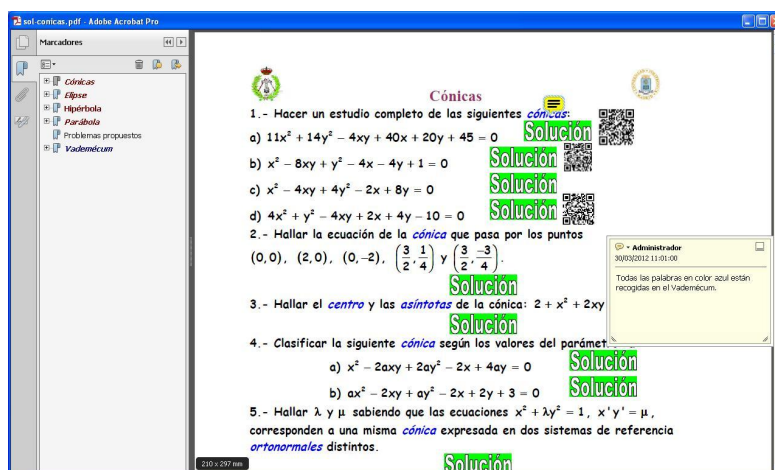 sol-conicas.pdf - Adobe Acrobat Pro
Marcadores
Cónicas
Elipse
Hipérbola
Parábola
Problemas propuestos
Vademécum
Cónicas
1.- Hacer un estudio completo de las siguientes cónicas:
a) 11x² + 14y² – 4xy + 40x + 20y + 45 = 0 Solución
b) x² – 8xy + y² – 4x – 4y + 1 = 0 Solución
c) x² – 4xy + 4y² – 2x + 8y = 0 Solución
d) 4x² + y² – 4xy + 2x + 4y – 10 = 0 Solución
2.- Hallar la ecuación de la cónica que pasa por los puntos
(0,0), (2,0), (0,–2), (3/2, 1/4) y (3/2, –3/4).
Solución
3.- Hallar el centro y las asíntotas de la cónica: 2 + x² + 2xy
Solución
4.- Clasificar la siguiente cónica según los valores del parámet
a) x² – 2axy + 2ay² – 2x + 4ay = 0 Solución
b) ax² – 2xy + ay² – 2x + 2y + 3 = 0 Solución
5.- Hallar λ y μ sabiendo que las ecuaciones x² + λy² = 1, x'y' = μ,
corresponden a una misma cónica expresada en dos sistemas de referencia
ortonormales distintos.
Solución
Administrador
30/03/2012 11:01:00
Todas las palabras en color azul están
recogidas en el Vademécum.
210 x 297 mm